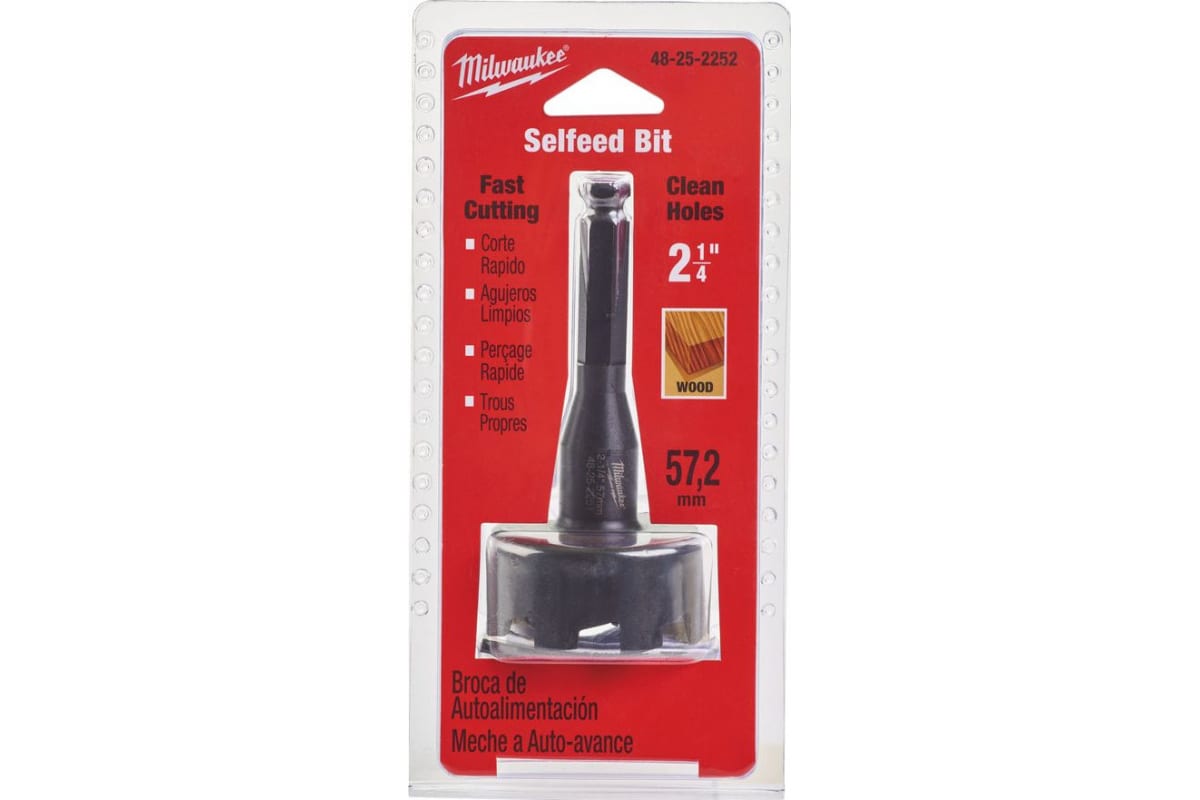 Milwaukee®
48-25-2252
Selfeed Bit
Fast
Cutting
Corte
Rapido
Agujeros
Limpios
Perçage
Rapide
Trous
Propres
Clean
Holes
2 1/4"
WOOD
57,2
mm
Milwaukee
2-1/4" 57mm
48-25-
Broca de
Autoalimentación
Meche a Auto-avance